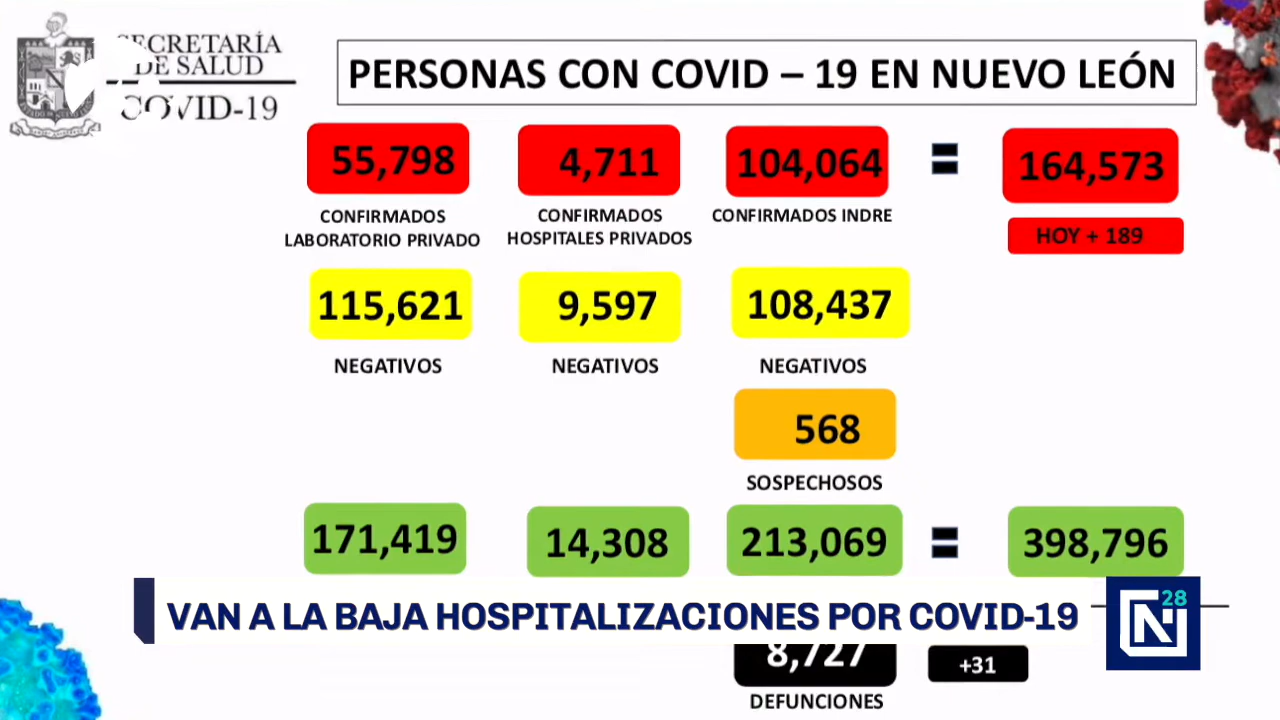 SECRETARÍA
DE SALUD
COVID-19
PERSONAS CON COVID – 19 EN NUEVO LEÓN
55,798 4,711 104,064 = 164,573
CONFIRMADOS
LABORATORIO PRIVADO
CONFIRMADOS
HOSPITALES PRIVADOS
CONFIRMADOS INDRE
HOY + 189
115,621 9,597 108,437
NEGATIVOS NEGATIVOS NEGATIVOS
568
SOSPECHOSOS
171,419 14,308 213,069 = 398,796
VAN A LA BAJA HOSPITALIZACIONES POR COVID-19
N 28
8,727 +31
DEFUNCIONES